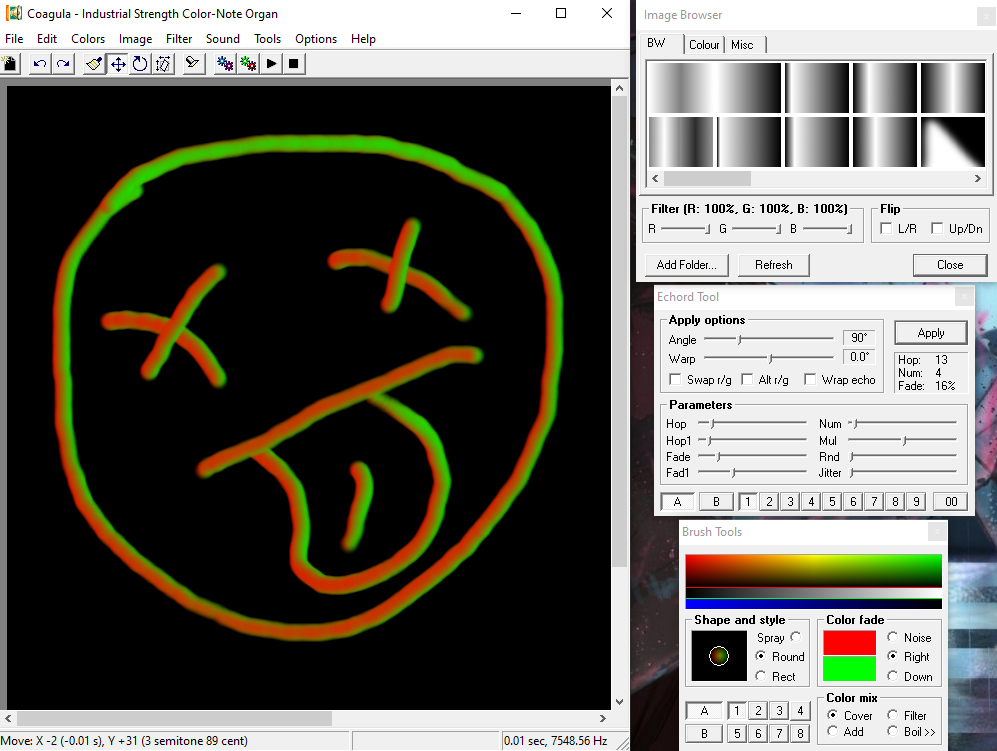 Coagula - Industrial Strength Color-Note Organ
File Edit Colors Image Filter Sound Tools Options Help
Move: X -2 (-0.01 s), Y +31 (3 semitone 89 cent)
0.01 sec, 7548.56 Hz
Image Browser
BW Colour Misc
Filter (R: 100%, G: 100%, B: 100%)
R G B
Flip
L/R Up/Dn
Add Folder... Refresh Close
Echord Tool
Apply options
Angle 90°
Warp 0.0°
Swap r/g Alt r/g Wrap echo
Apply
Hop: 13
Num: 4
Fade: 16%
Parameters
Hop Num
Hop1 Mul
Fade Rnd
Fad1 Jitter
A B 1 2 3 4 5 6 7 8 9 00
Brush Tools
Shape and style
Spray
Round
Rect
Color fade
Noise
Right
Down
A 1 2 3 4
B 5 6 7 8
Color mix
Cover Filter
Add Boil >>